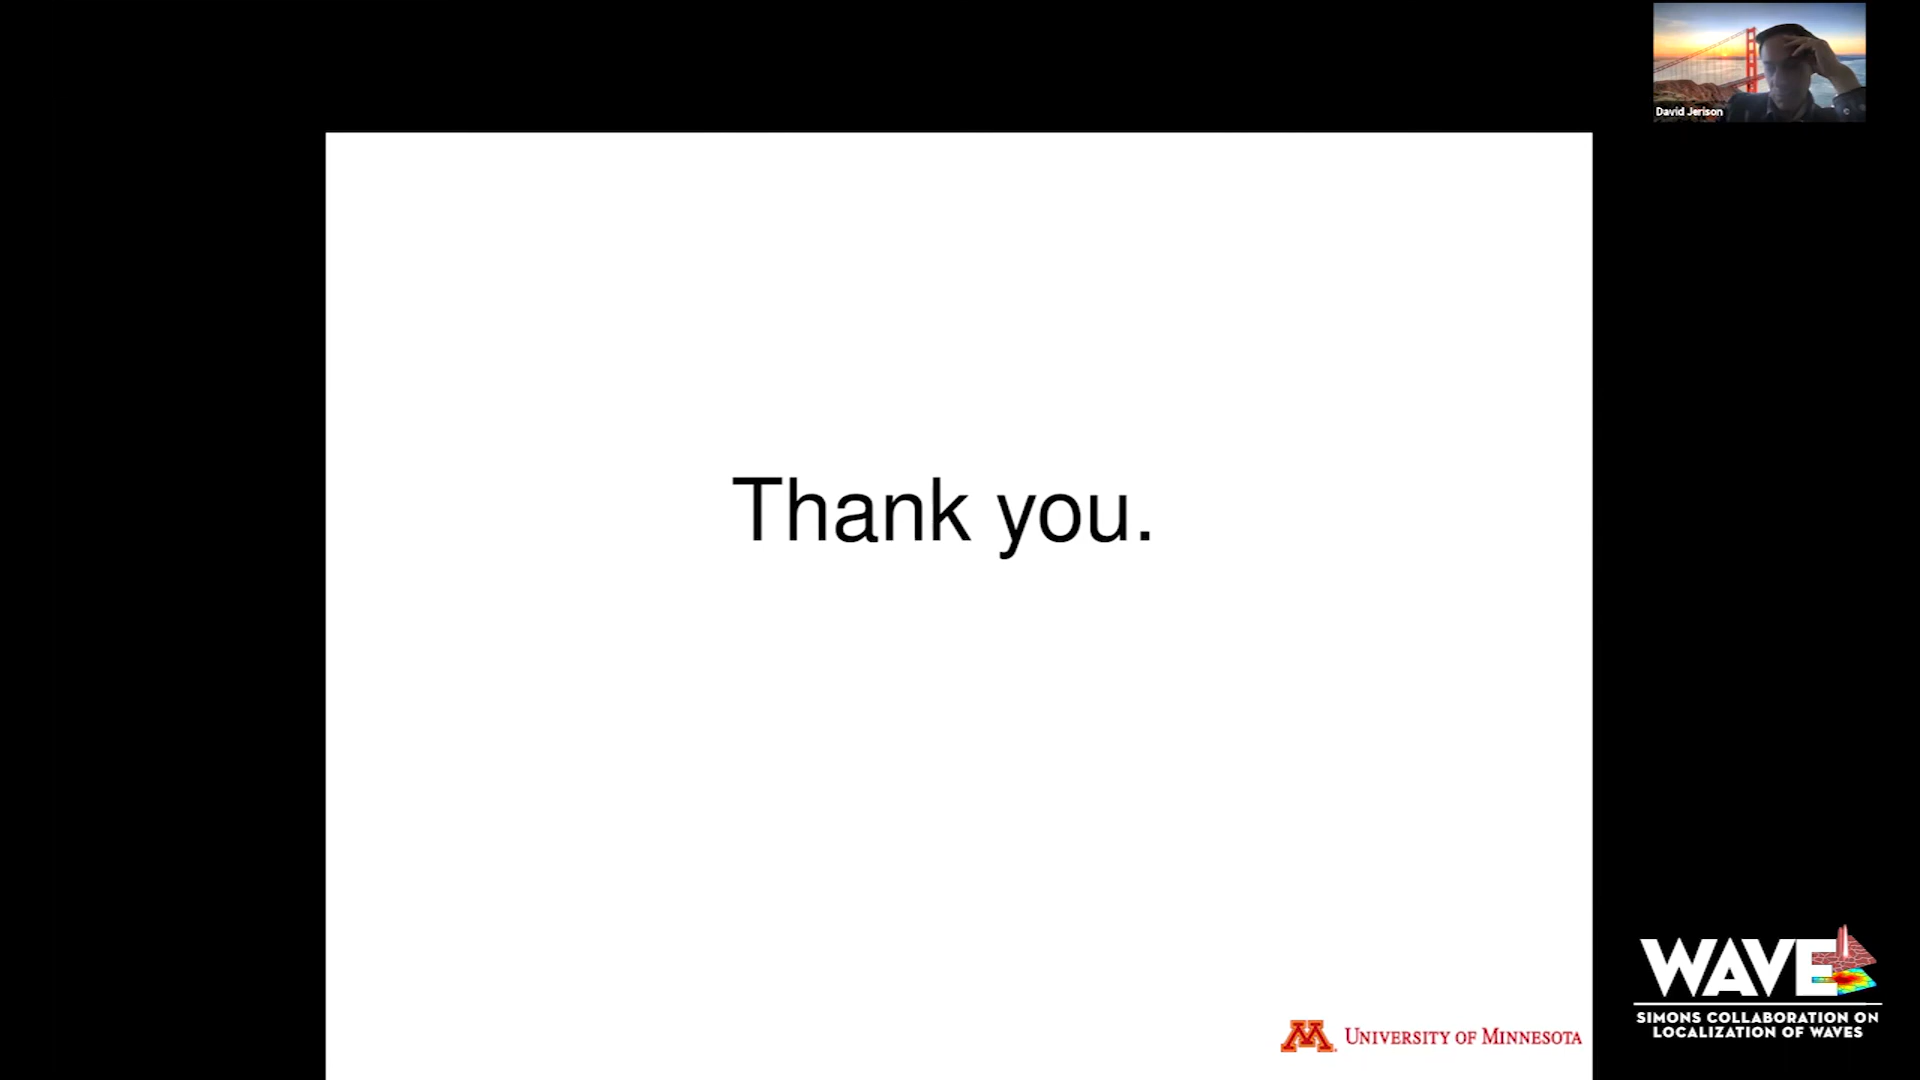 David Jerison
Thank you.
M UNIVERSITY OF MINNESOTA
WAVE
SIMONS COLLABORATION ON
LOCALIZATION OF WAVES